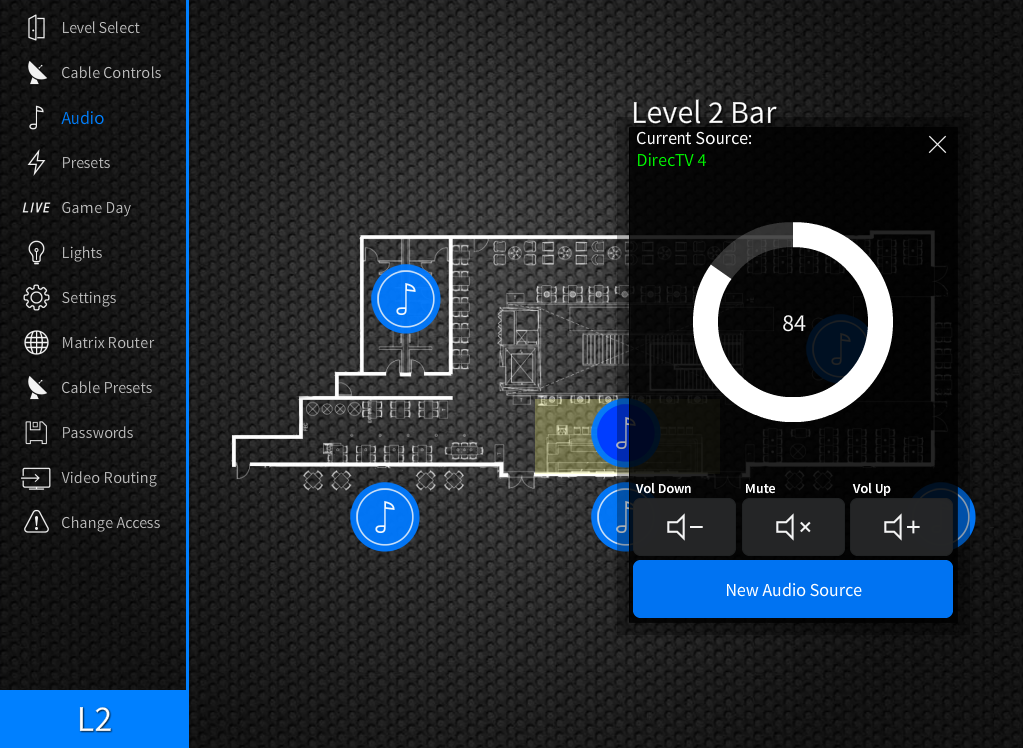 Level Select
Cable Controls
Audio
Presets
LIVE Game Day
Lights
Settings
Matrix Router
Cable Presets
Passwords
Video Routing
Change Access
L2
Level 2 Bar
Current Source:
DirecTV 4
84
Vol Down Mute Vol Up
New Audio Source